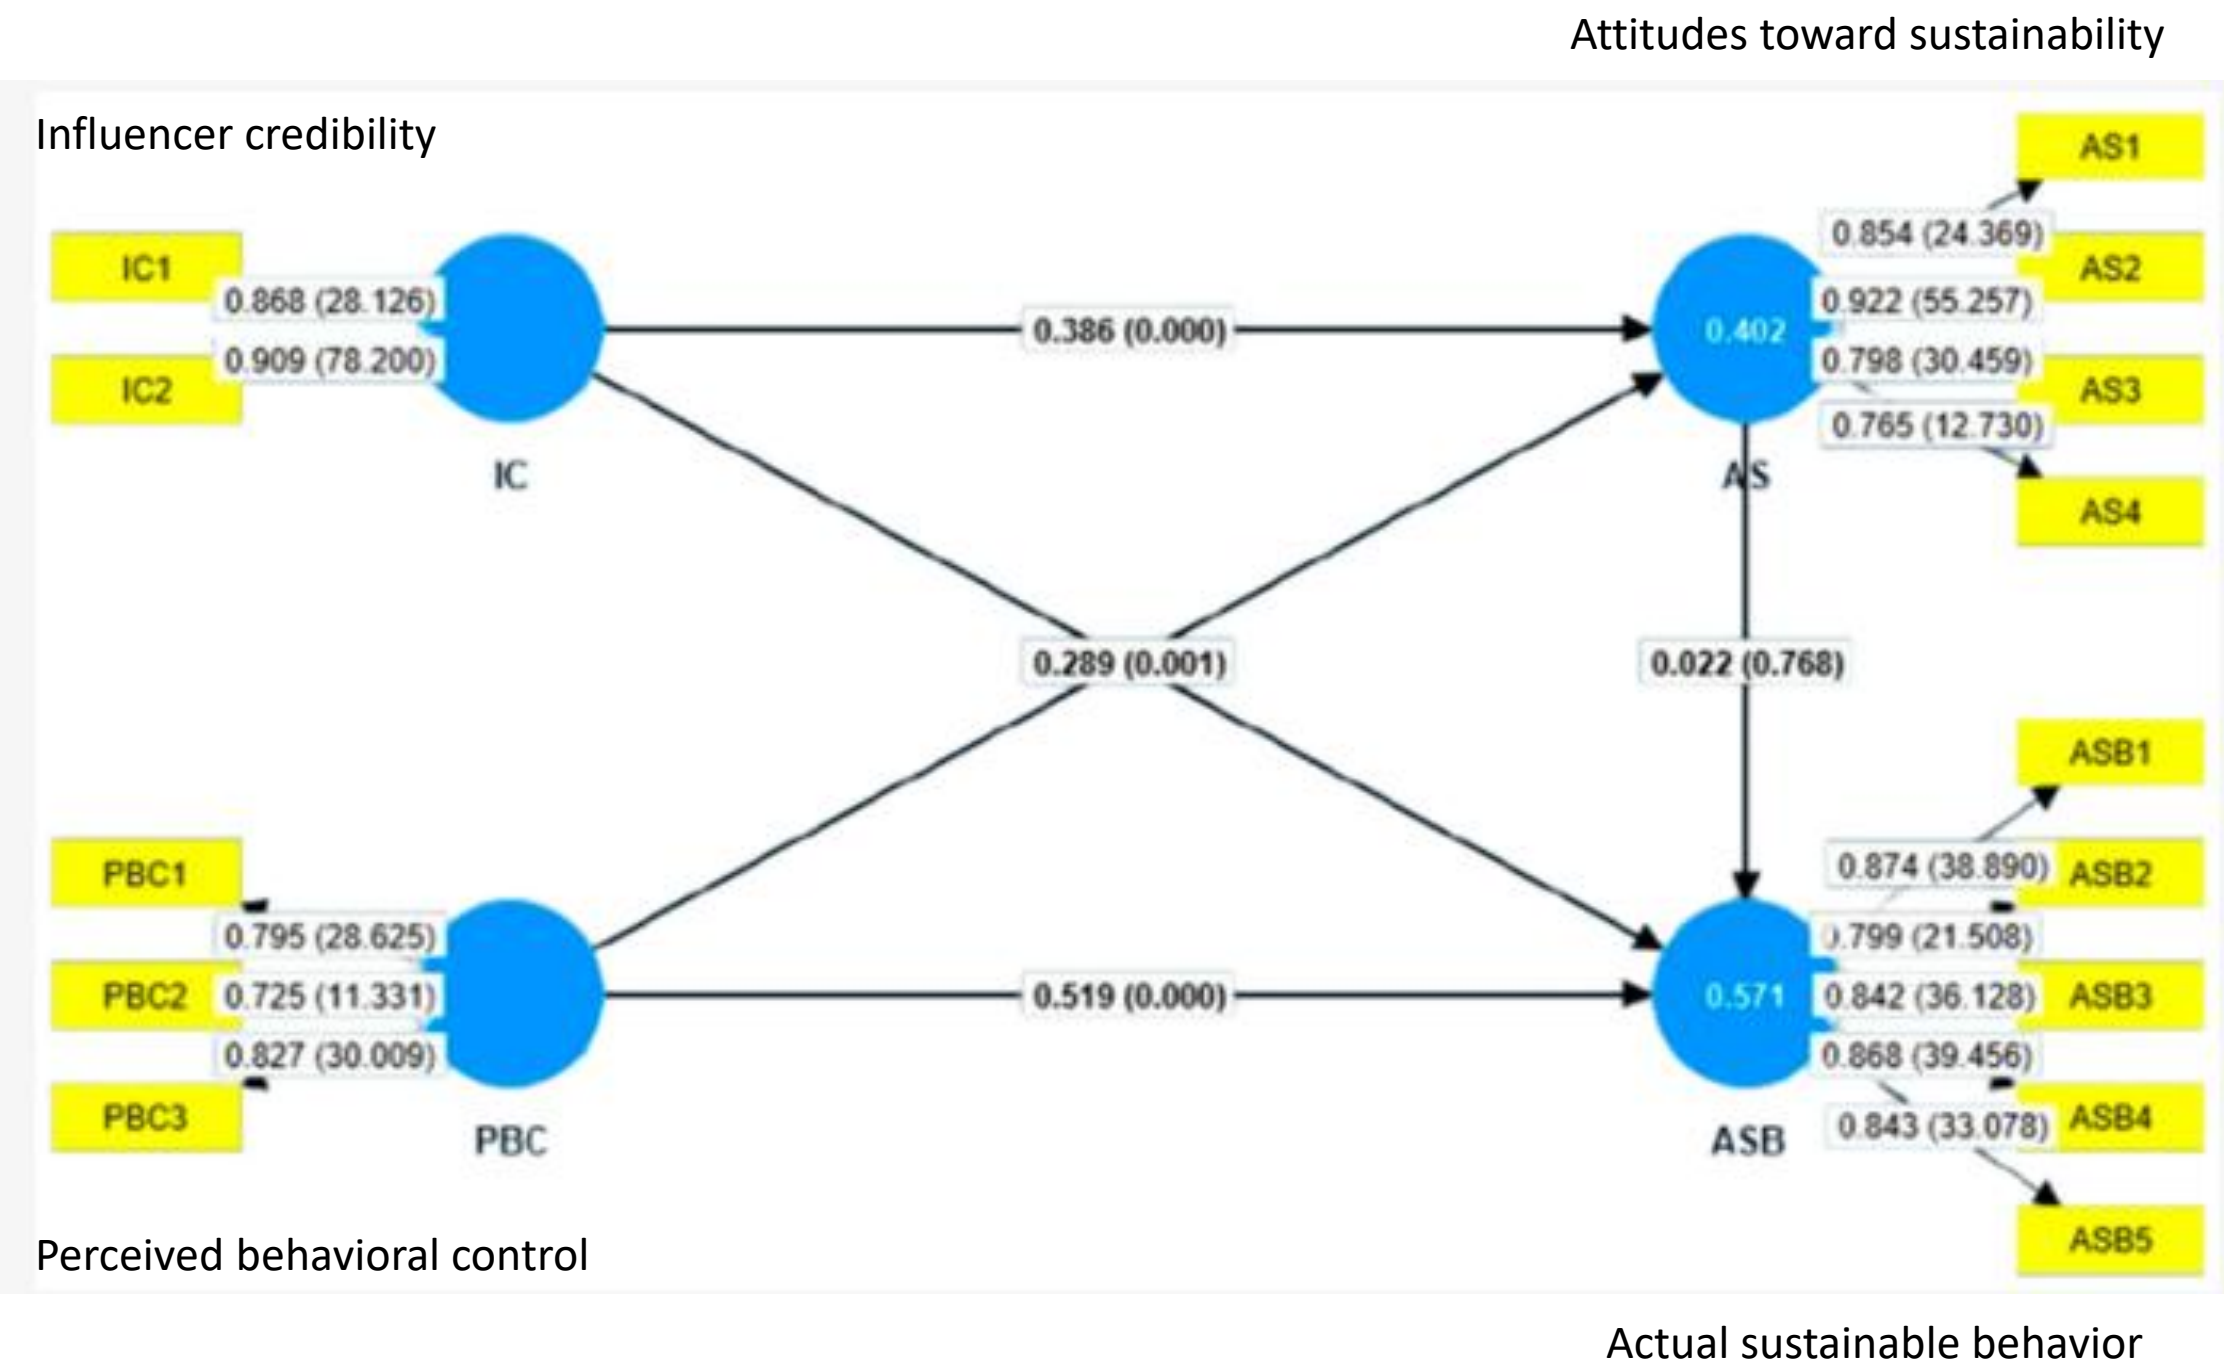 Attitudes toward sustainability
Influencer credibility
AS1
0.854 (24.369)
IC1
AS2
0.868 (28.126)
0.922 (55.257)
0.386 (0.000)
0.402
0.909 (78.200)
0.798 (30.459)
IC2
AS3
0.765 (12.730)
IC
AS
AS4
0.289 (0.001)
0.022 (0.768)
ASB1
PBC1
0.874 (38.890)
ASB2
0.795 (28.625)
.799 (21.508)
PBC2
0.725 (11.331)
0.519 (0.000)
0.571
0.842 (36.128)
ASB3
0.827 (30.009)
0.868 (39.456)
PBC3
ASB4
0.843 (33.078)
PBC
ASB
ASB5
Perceived behavioral control
Actual sustainable behavior